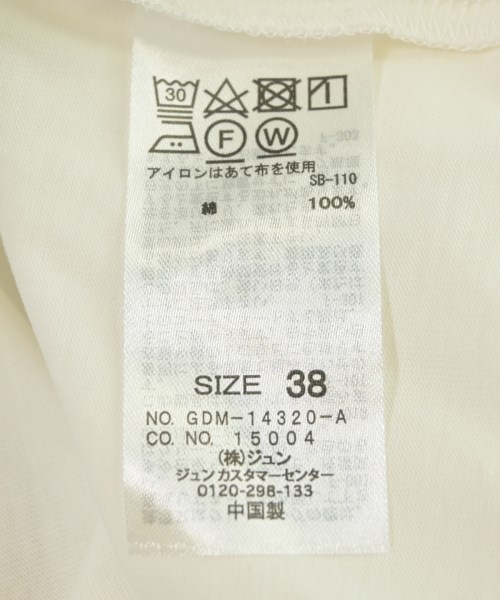 30
F W
アイロンはあて布を使用
SB-110
綿 100%
SIZE 38
NO. GDM-14320-A
CO. NO. 15004
(株)ジュン
ジュンカスタマーセンター
0120-298-133
中国製